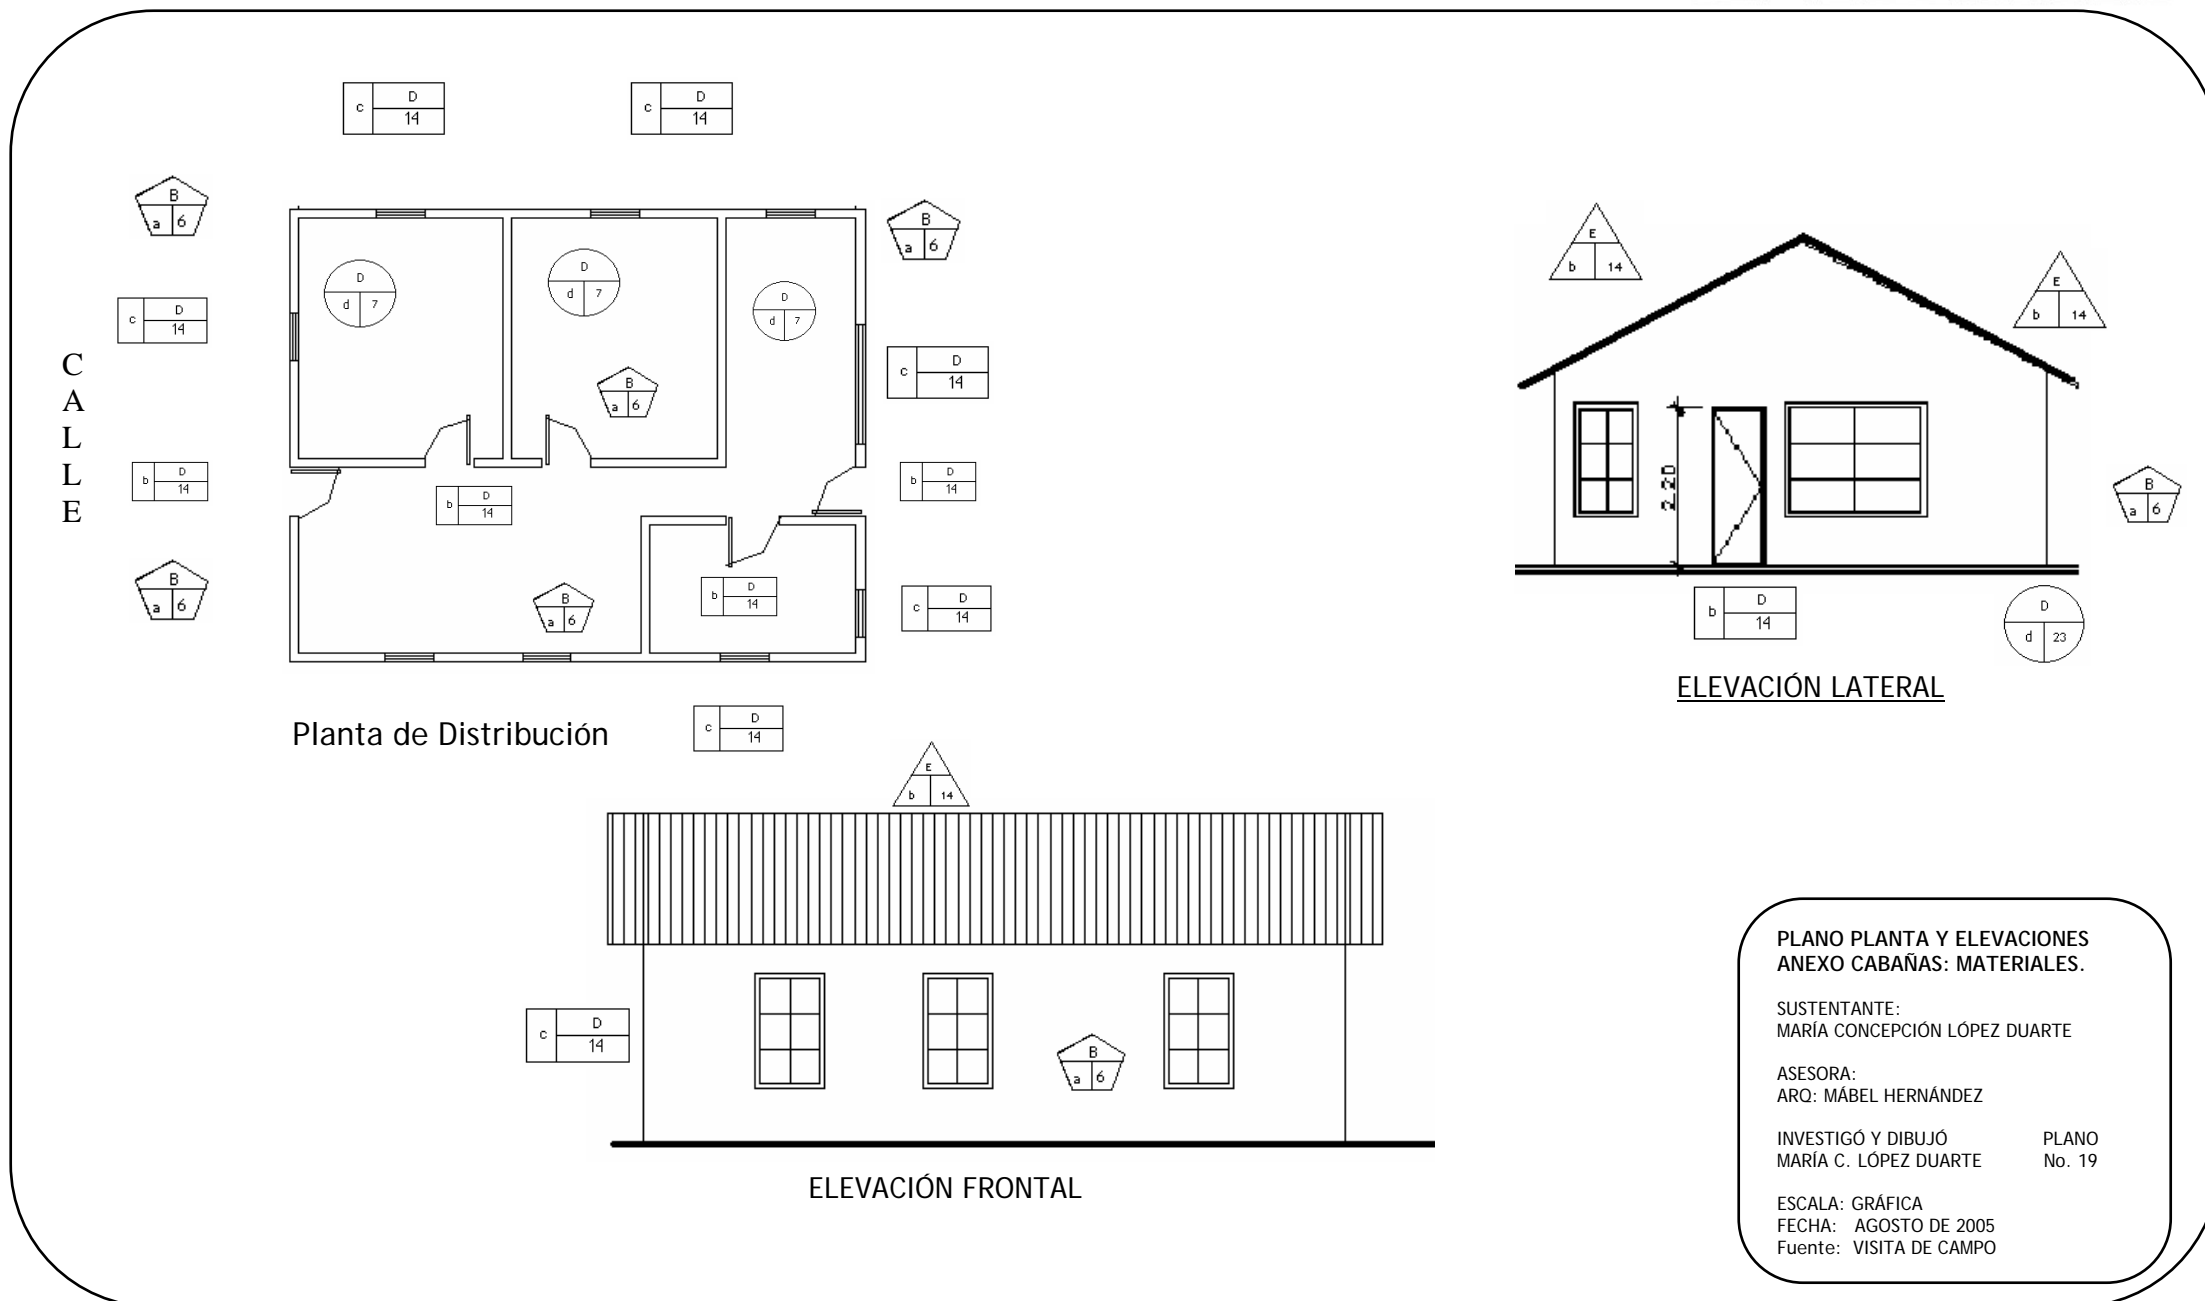 c D 14
c D 14
B a 6
B a 6
D d 7
D d 7
D d 7
c D 14
C
A
L
L
E
B a 6
c D 14
b D 14
b D 14
b D 14
B a 6
B a 6
b D 14
c D 14
Planta de Distribución
c D 14
E b 14
E b 14
2.20
B a 6
b D 14
D d 23
ELEVACIÓN LATERAL
E b 14
c D 14
B a 6
ELEVACIÓN FRONTAL
PLANO PLANTA Y ELEVACIONES
ANEXO CABAÑAS: MATERIALES.
SUSTENTANTE:
MARÍA CONCEPCIÓN LÓPEZ DUARTE
ASESORA:
ARQ: MÁBEL HERNÁNDEZ
INVESTIGÓ Y DIBUJÓ PLANO
MARÍA C. LÓPEZ DUARTE No. 19
ESCALA: GRÁFICA
FECHA: AGOSTO DE 2005
Fuente: VISITA DE CAMPO